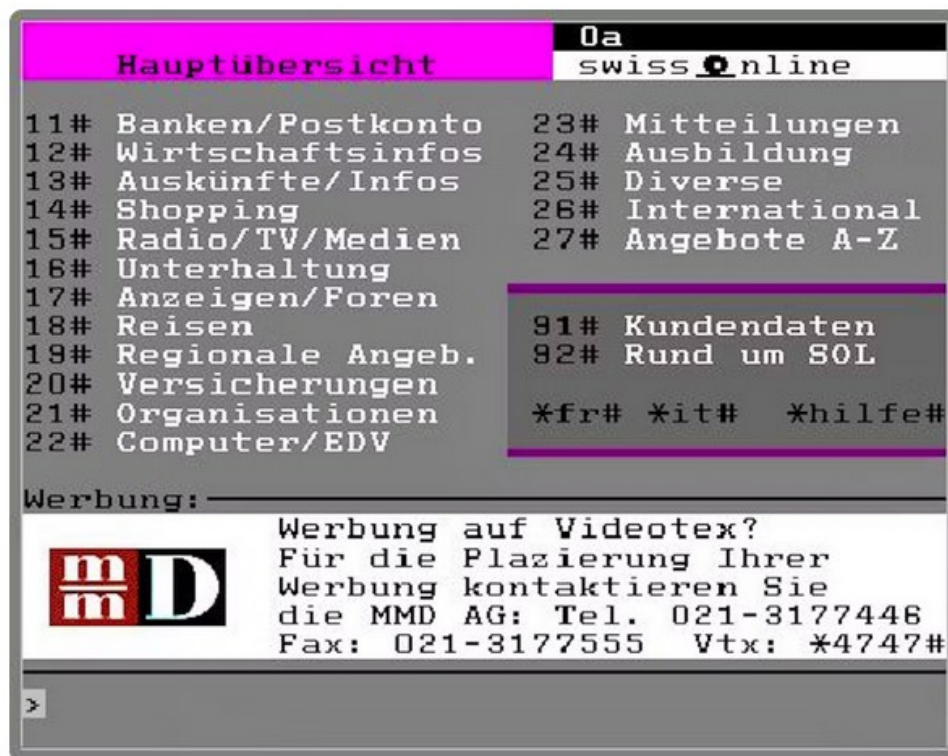 0a
Hauptübersicht
swiss Online
11# Banken/Postkonto
12# Wirtschaftsinfos
13# Auskünfte/Infos
14# Shopping
15# Radio/TV/Medien
16# Unterhaltung
17# Anzeigen/Foren
18# Reisen
19# Regionale Angeb.
20# Versicherungen
21# Organisationen
22# Computer/EDV
23# Mitteilungen
24# Ausbildung
25# Diverse
26# International
27# Angebote A-Z
91# Kundendaten
92# Rund um SOL
*fr# *it# *hilfe#
Werbung:
m
m D
Werbung auf Videotex?
Für die Plazierung Ihrer
Werbung kontaktieren Sie
die MMD AG: Tel. 021-3177446
Fax: 021-3177555 Vtx: *4747#
>